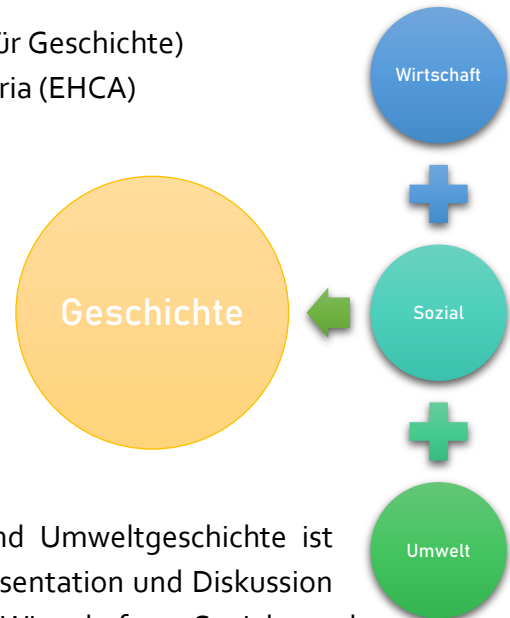 ür Geschichte)
ria (EHCA)
Wirtschaft
Geschichte
Sozial
Umwelt
nd Umweltgeschichte ist
sentation und Diskussion